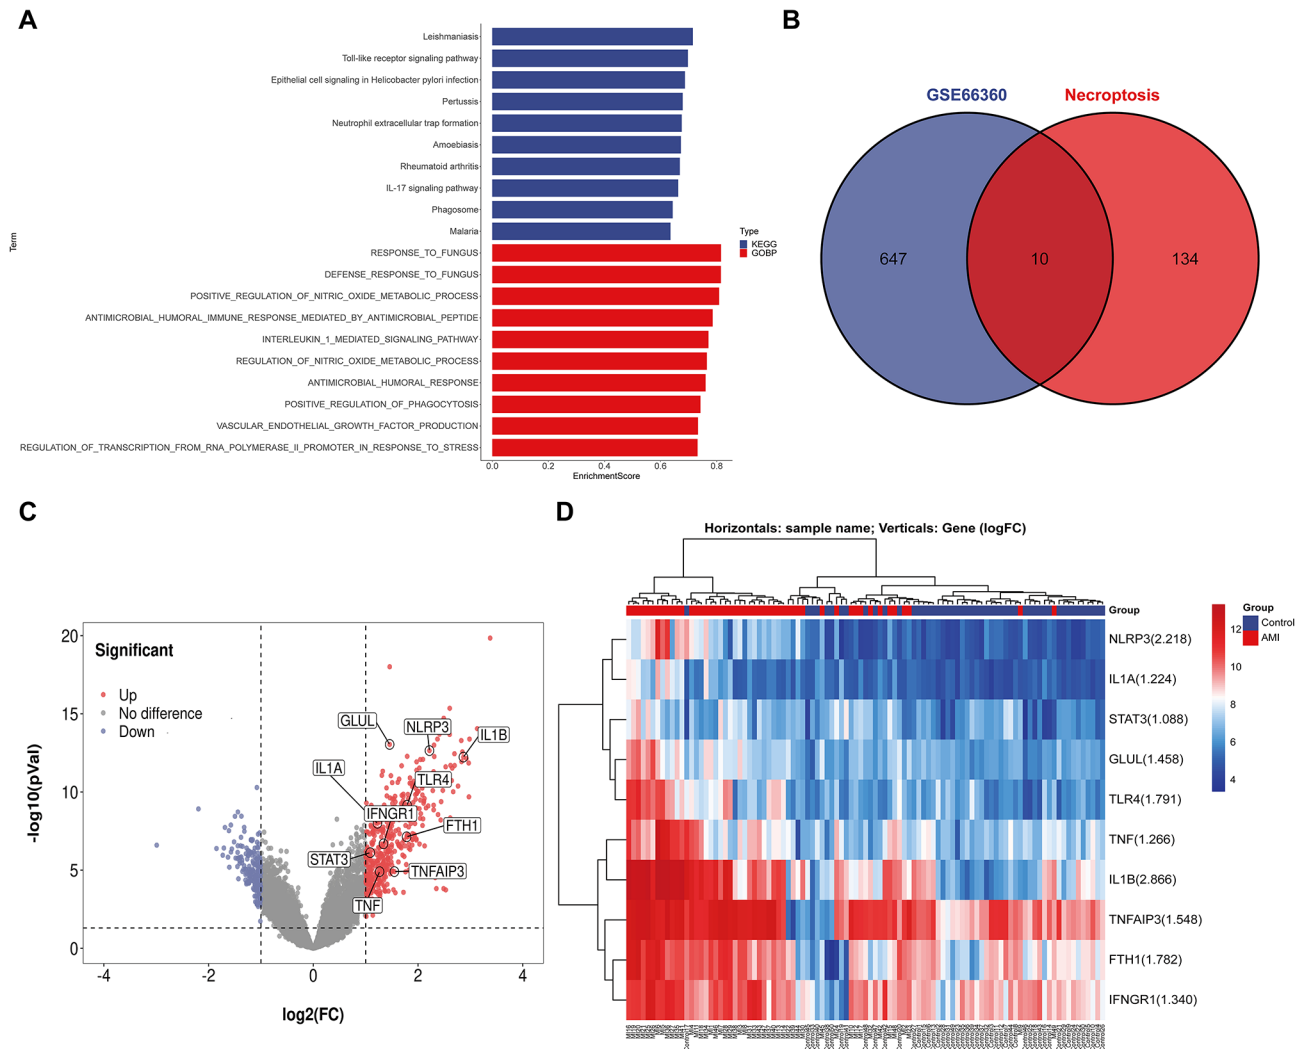 A
Leishmaniasis
Toll-like receptor signaling pathway
Epithelial cell signaling in Helicobacter pylori infection
Pertussis
Neutrophil extracellular trap formation
Amoebiasis
Rheumatoid arthritis
IL-17 signaling pathway
Phagosome
Malaria
RESPONSE_TO_FUNGUS
DEFENSE_RESPONSE_TO_FUNGUS
POSITIVE_REGULATION_OF_NITRIC_OXIDE_METABOLIC_PROCESS
ANTIMICROBIAL_HUMORAL_IMMUNE_RESPONSE_MEDIATED_BY_ANTIMICROBIAL_PEPTIDE
INTERLEUKIN_1_MEDIATED_SIGNALING_PATHWAY
REGULATION_OF_NITRIC_OXIDE_METABOLIC_PROCESS
ANTIMICROBIAL_HUMORAL_RESPONSE
POSITIVE_REGULATION_OF_PHAGOCYTOSIS
VASCULAR_ENDOTHELIAL_GROWTH_FACTOR_PRODUCTION
REGULATION_OF_TRANSCRIPTION_FROM_RNA_POLYMERASE_II_PROMOTER_IN_RESPONSE_TO_STRESS
Term
0.0 0.2 0.4 0.6 0.8
EnrichmentScore
Type
KEGG
GOBP
B
GSE66360 Necroptosis
647 10 134
C
Significant
Up
No difference
Down
GLUL
NLRP3
IL1B
IL1A
TLR4
IFNGR1
FTH1
STAT3
TNFAIP3
TNF
20
15
10
5
0
-log10(pVal)
-4 -2 0 2 4
log2(FC)
D
Horizontals: sample name; Verticals: Gene (logFC)
Group
NLRP3(2.218)
IL1A(1.224)
STAT3(1.088)
GLUL(1.458)
TLR4(1.791)
TNF(1.266)
IL1B(2.866)
TNFAIP3(1.548)
FTH1(1.782)
IFNGR1(1.340)
12
10
8
6
4
Group
Control
AMI